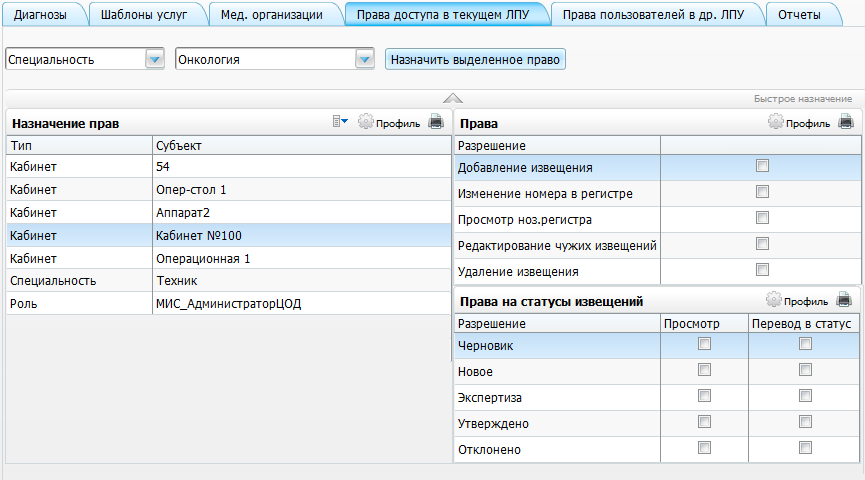 Диагнозы Шаблоны услуг Мед. организации Права доступа в текущем ЛПУ Права пользователей в др. ЛПУ Отчеты
Специальность Онкология Назначить выделенное право
Быстрое назначение
Назначение прав Профиль
Тип Субъект
Кабинет 54
Кабинет Опер-стол 1
Кабинет Аппарат2
Кабинет Кабинет №100
Кабинет Операционная 1
Специальность Техник
Роль МИС_АдминистраторЦОД
Права Профиль
Разрешение
Добавление извещения
Изменение номера в регистре
Просмотр ноз.регистра
Редактирование чужих извещений
Удаление извещения
Права на статусы извещений Профиль
Разрешение Просмотр Перевод в статус
Черновик
Новое
Экспертиза
Утверждено
Отклонено